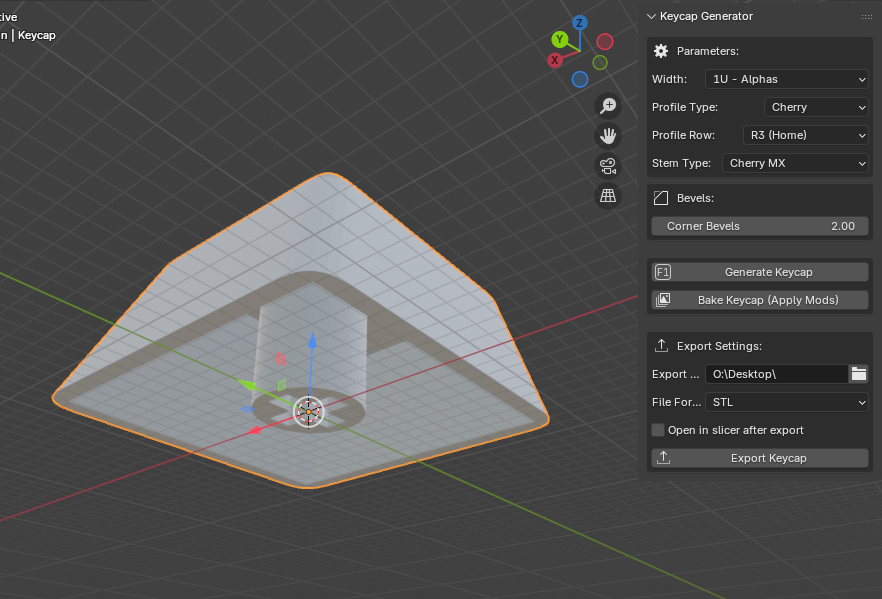 tive
n | Keycap
Z
Y
X
Keycap Generator
Parameters:
Width: 1U - Alphas
Profile Type: Cherry
Profile Row: R3 (Home)
Stem Type: Cherry MX
Bevels:
Corner Bevels 2.00
F1 Generate Keycap
Bake Keycap (Apply Mods)
Export Settings:
Export ... O:\Desktop\
File For... STL
Open in slicer after export
Export Keycap